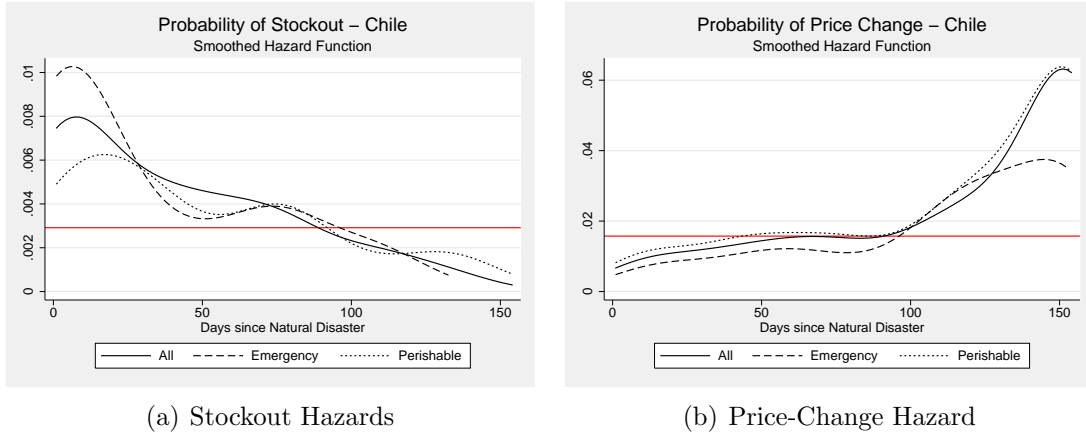 Probability of Stockout – Chile
Smoothed Hazard Function
.01
.008
.006
.004
.002
0
0 50 100 150
Days since Natural Disaster
All Emergency Perishable
(a) Stockout Hazards
Probability of Price Change – Chile
Smoothed Hazard Function
.06
.04
.02
0
0 50 100 150
Days since Natural Disaster
All Emergency Perishable
(b) Price-Change Hazard